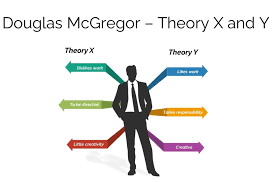 Douglas McGregor – Theory X and Y
Theory X
Theory Y
Dislikes work
Likes work
To be directed
Takes responsibility
Little creativity
Creative